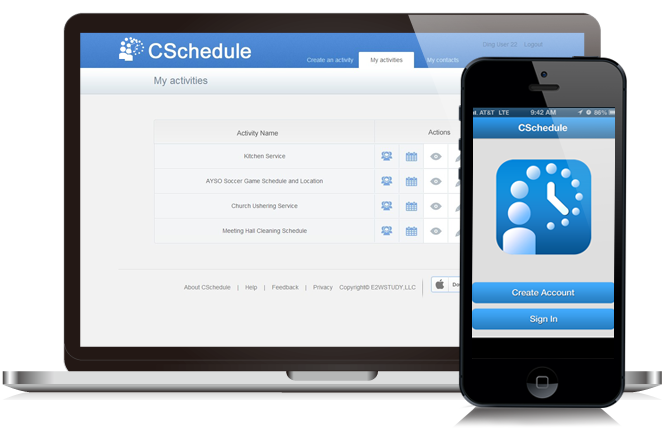 CSchedule
Dmg User 20 Logout
Create an activity My activities My contacts
My activities
Activity Name Actions
Kitchen Service
AYSO Soccer Game Schedule and Location
Church Ushering Service
Meeting Hall Cleaning Schedule
About CSchedule | Help | Feedback | Privacy Copyright© E2WSTUDY,LLC
AT&T LTE 9:42 AM 86%
CSchedule
Create Account
Sign In